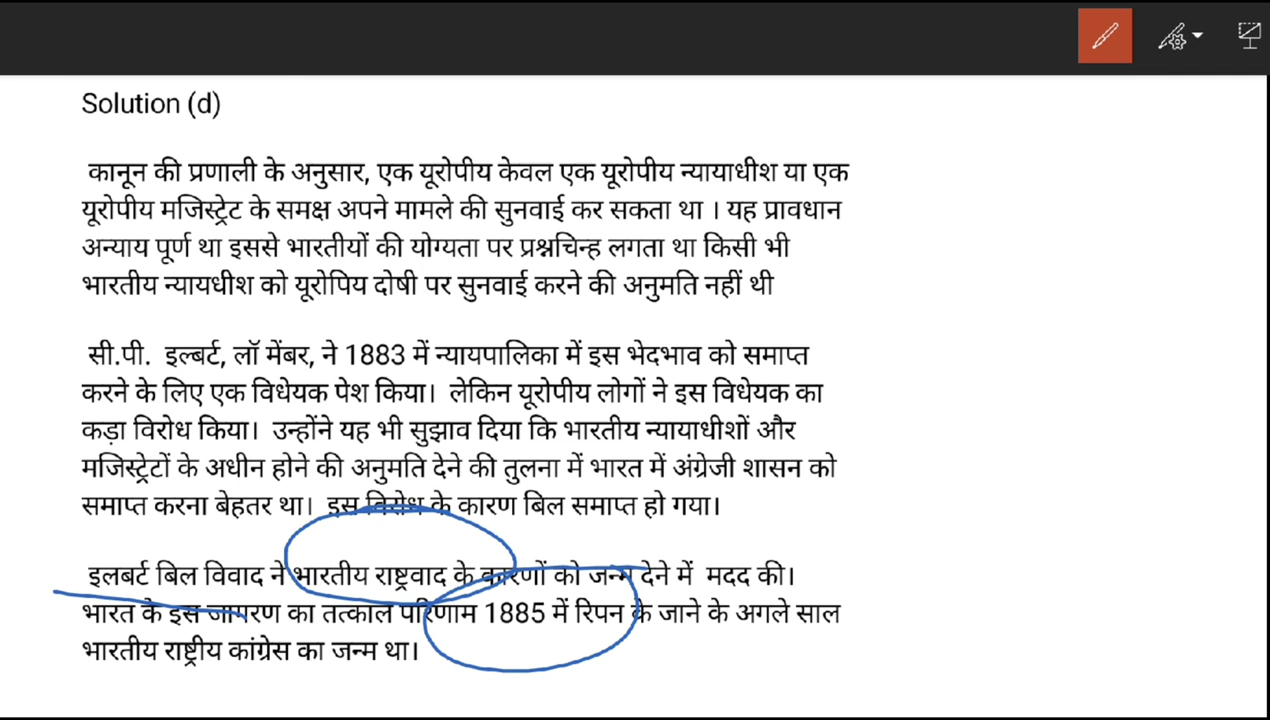 Solution (d)
कानून की प्रणाली के अनुसार, एक यूरोपीय केवल एक यूरोपीय न्यायाधीश या एक
यूरोपीय मजिस्ट्रेट के समक्ष अपने मामले की सुनवाई कर सकता था । यह प्रावधान
अन्याय पूर्ण था इससे भारतीयों की योग्यता पर प्रश्नचिन्ह लगता था किसी भी
भारतीय न्यायधीश को यूरोपिय दोषी पर सुनवाई करने की अनुमति नहीं थी
सी.पी. इल्बर्ट, लॉ मेंबर, ने 1883 में न्यायपालिका में इस भेदभाव को समाप्त
करने के लिए एक विधेयक पेश किया। लेकिन यूरोपीय लोगों ने इस विधेयक का
कड़ा विरोध किया। उन्होंने यह भी सुझाव दिया कि भारतीय न्यायाधीशों और
मजिस्ट्रेटों के अधीन होने की अनुमति देने की तुलना में भारत में अंग्रेजी शासन को
समाप्त करना बेहतर था। इस विरोध के कारण बिल समाप्त हो गया।
इलबर्ट बिल विवाद ने भारतीय राष्ट्रवाद के कारणों को जन्म देने में मदद की।
भारत के इस जागरण का तत्काल परिणाम 1885 में रिपन के जाने के अगले साल
भारतीय राष्ट्रीय कांग्रेस का जन्म था।